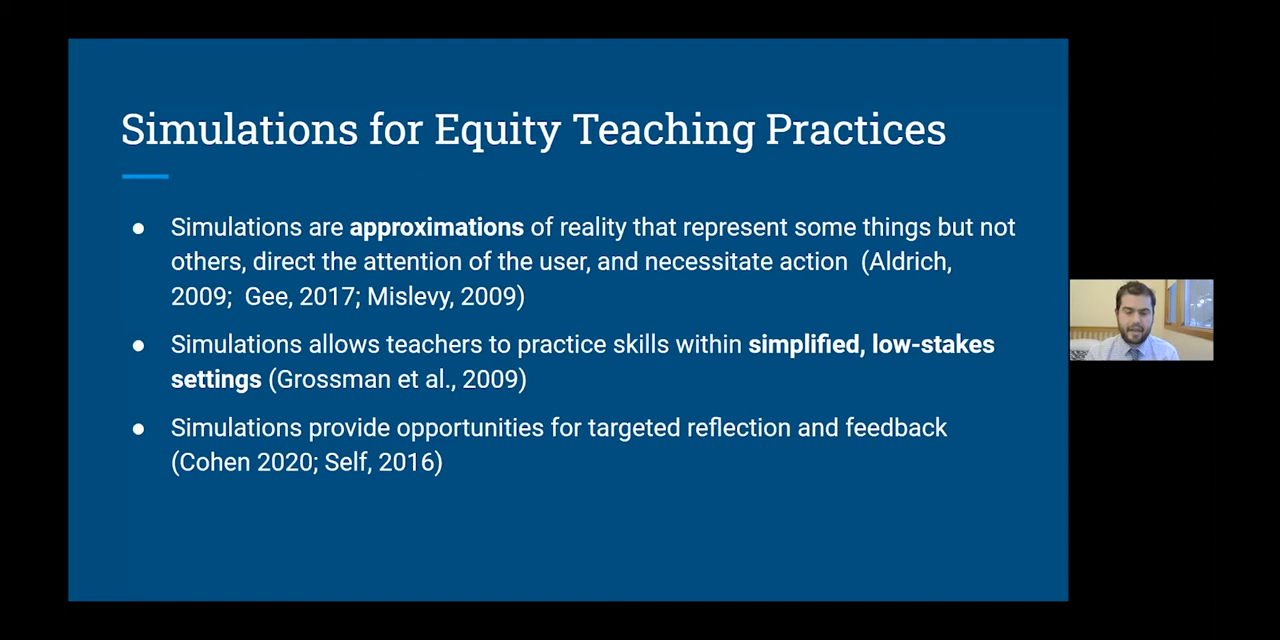 Simulations for Equity Teaching Practices
● Simulations are approximations of reality that represent some things but not
others, direct the attention of the user, and necessitate action  (Aldrich,
2009;  Gee, 2017; Mislevy, 2009)
● Simulations allows teachers to practice skills within simplified, low-stakes
settings (Grossman et al., 2009)
● Simulations provide opportunities for targeted reflection and feedback
(Cohen 2020; Self, 2016)